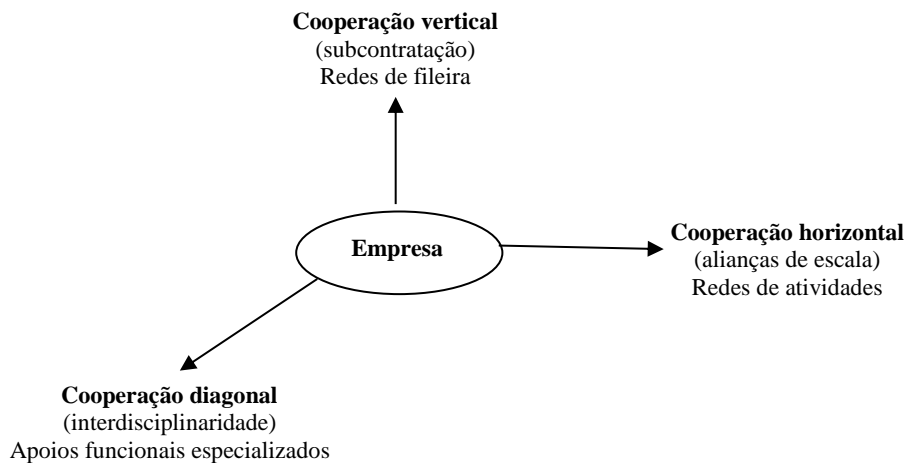 Cooperação vertical
(subcontratação)
Redes de fileira
Empresa
Cooperação horizontal
(alianças de escala)
Redes de atividades
Cooperação diagonal
(interdisciplinaridade)
Apoios funcionais especializados